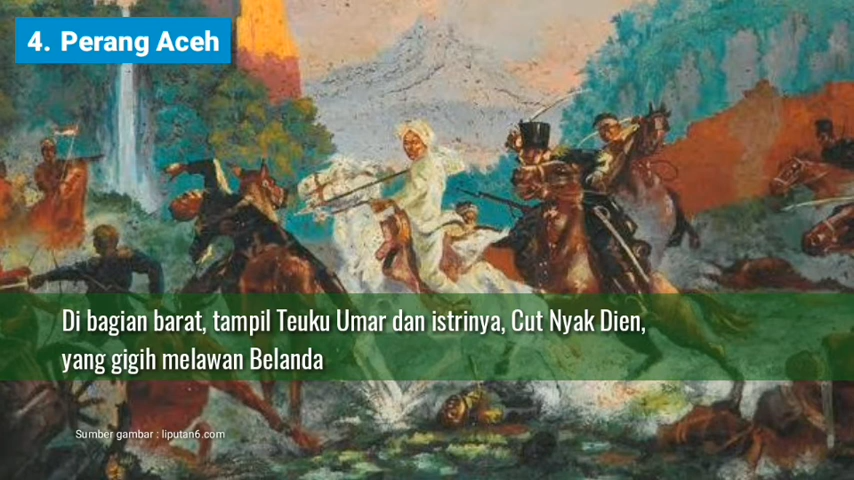 4. Perang Aceh
Di bagian barat, tampil Teuku Umar dan istrinya, Cut Nyak Dien,
yang gigih melawan Belanda
Sumber gambar : liputan6.com